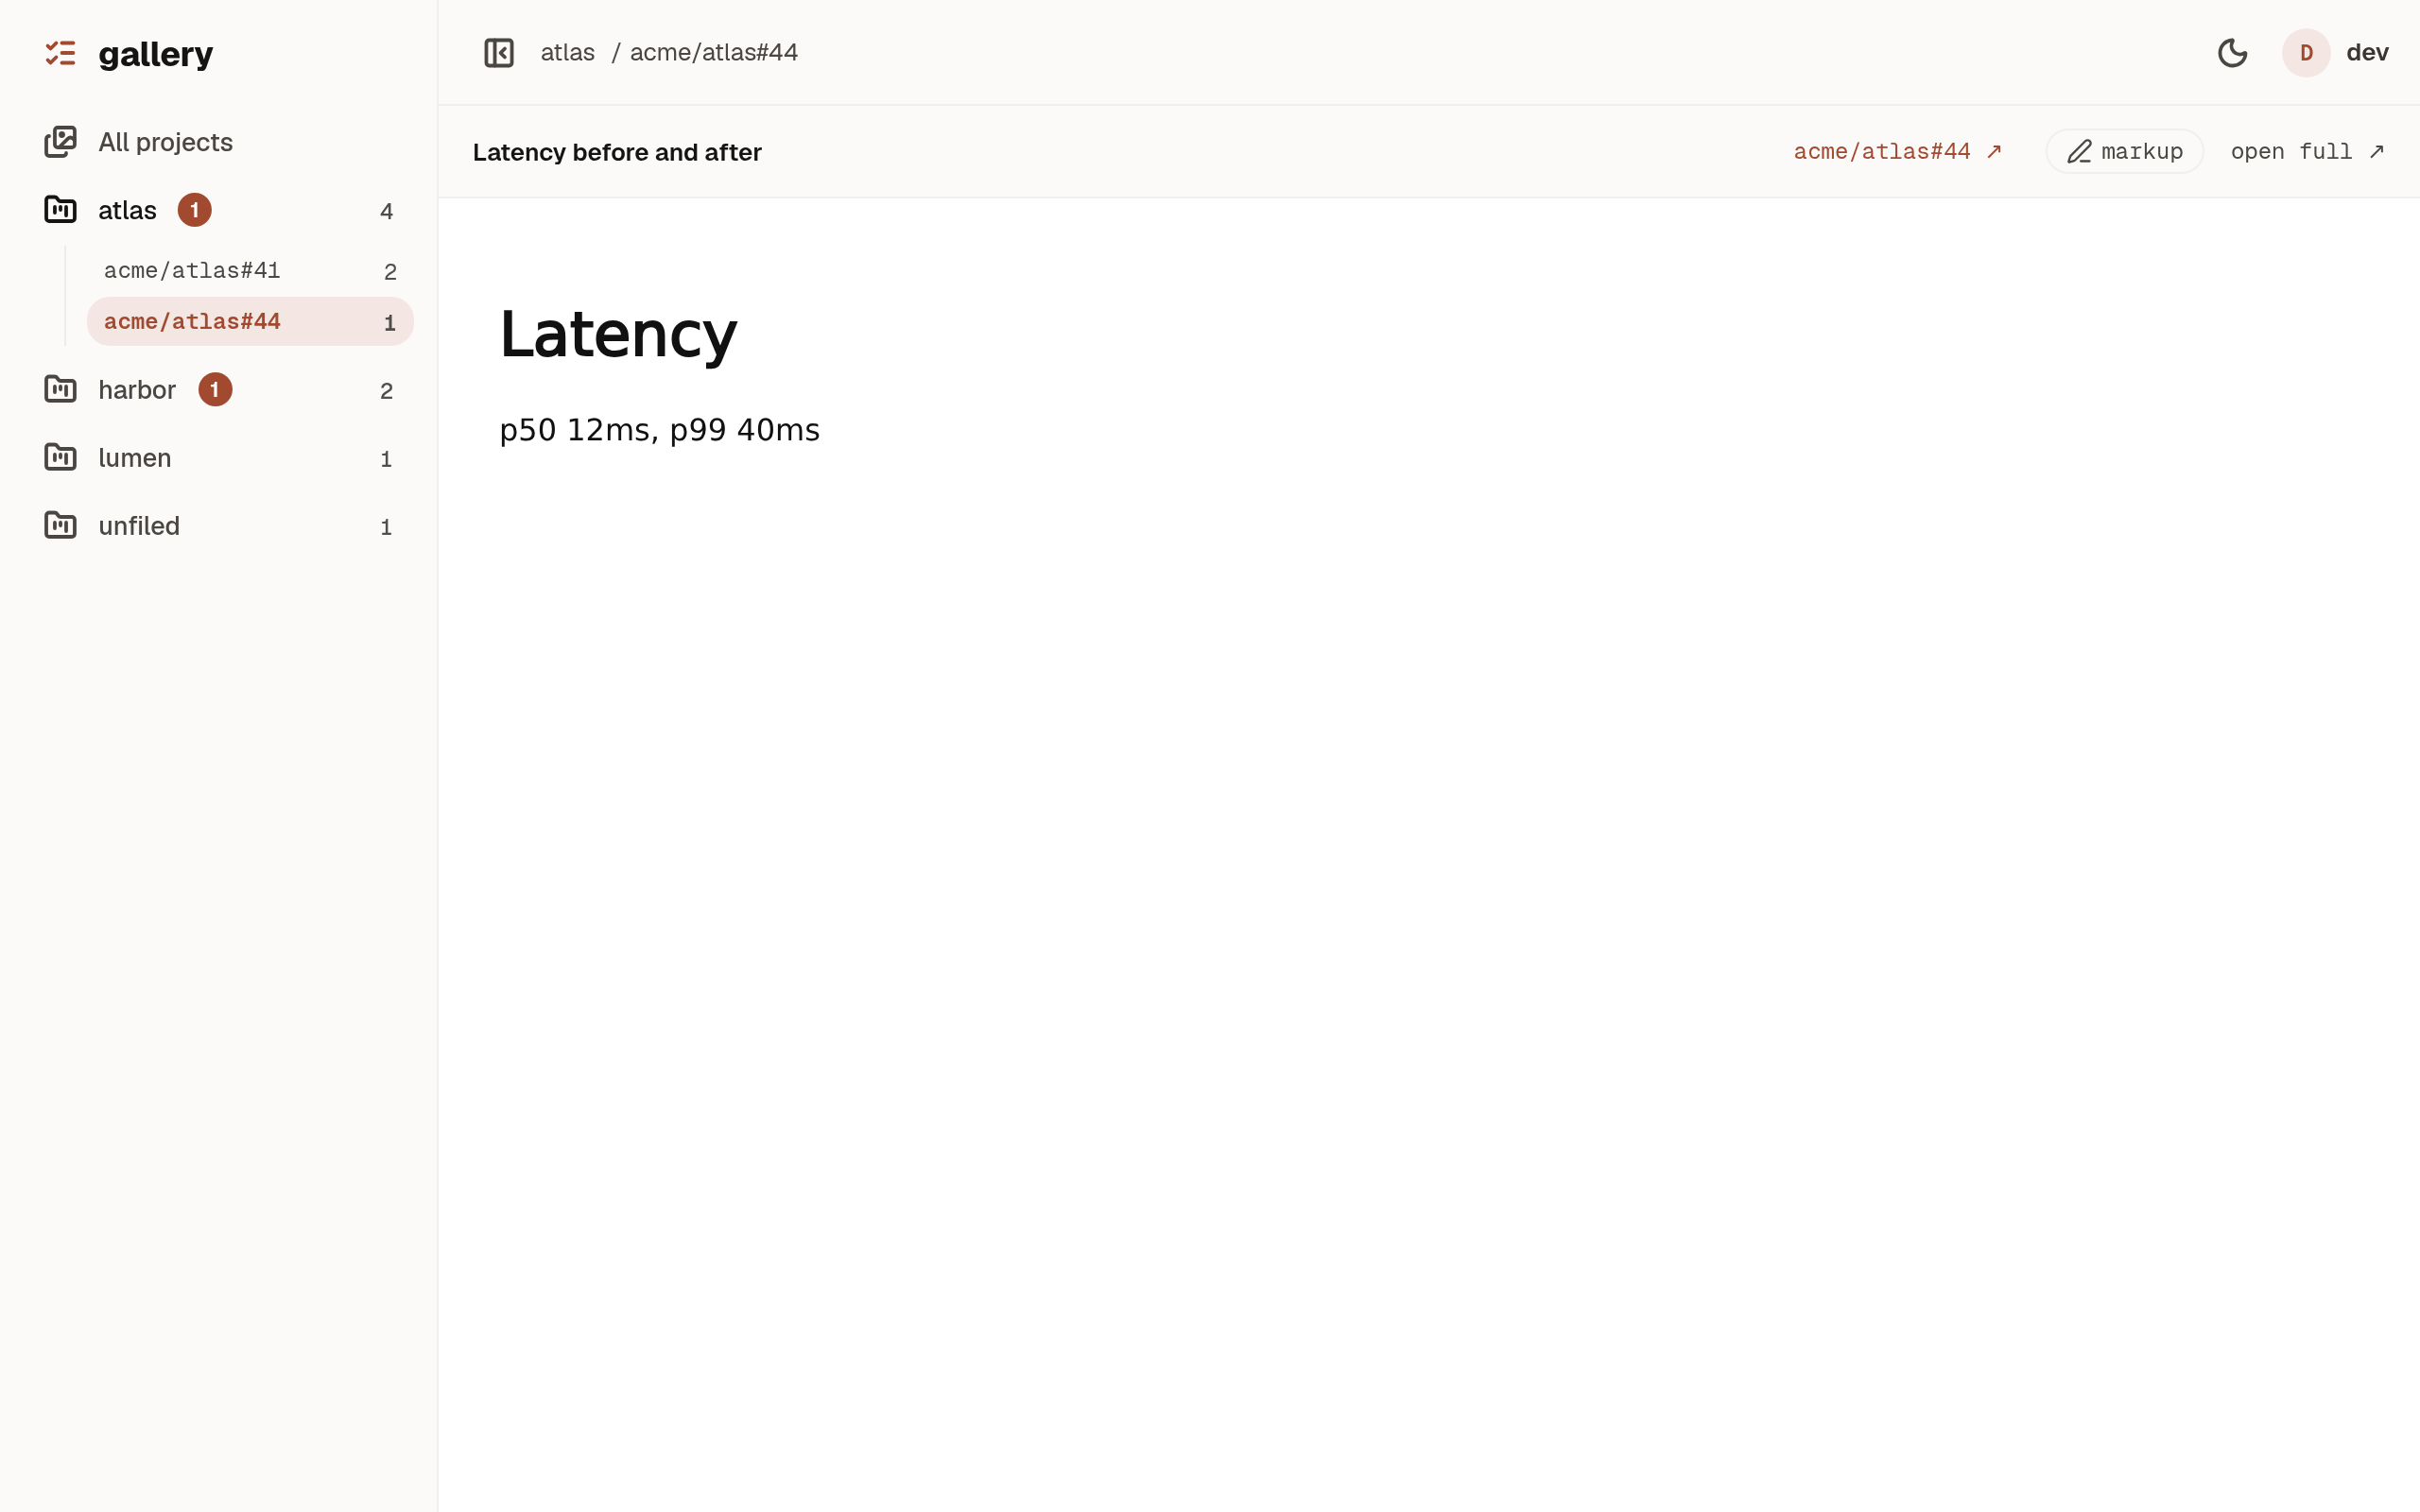 gallery
All projects
atlas 1 4
acme/atlas#41 2
acme/atlas#44 1
harbor 1 2
lumen 1
unfiled 1
atlas / acme/atlas#44
D dev
Latency before and after
acme/atlas#44 ↗
markup
open full ↗
Latency
p50 12ms, p99 40ms